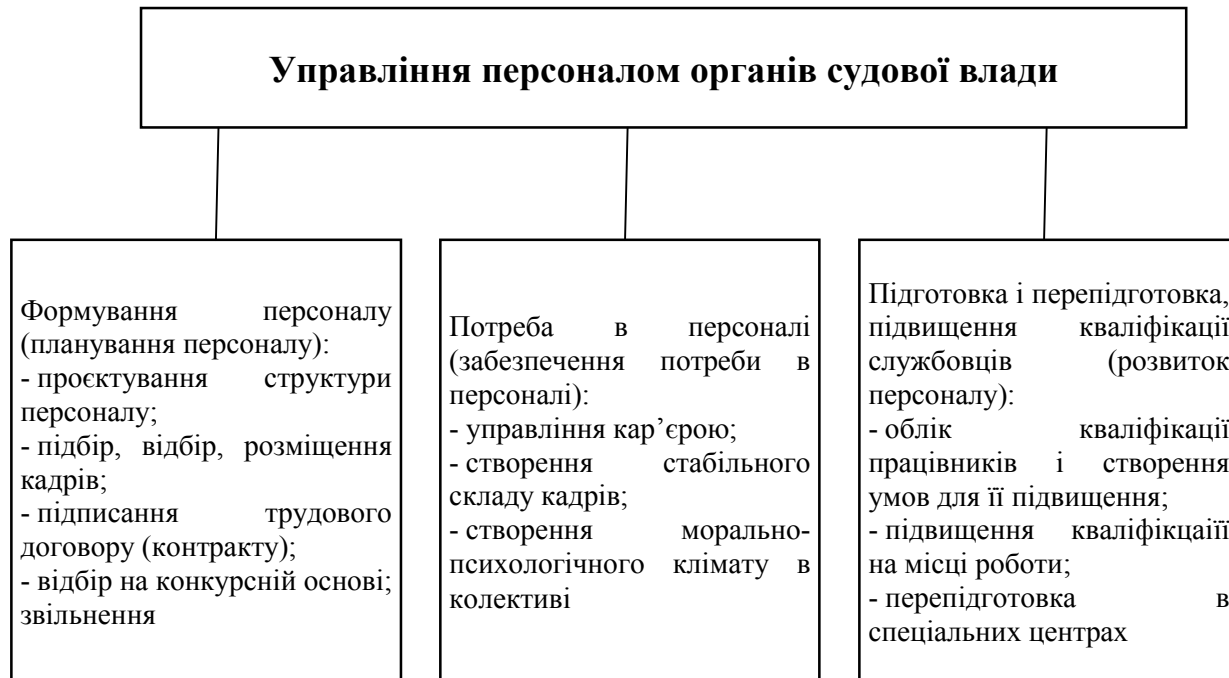 Управління персоналом органів судової влади
Формування персоналу
(планування персоналу):
- проєктування структури
персоналу;
- підбір, відбір, розміщення
кадрів;
- підписання трудового
договору (контракту);
- відбір на конкурсній основі;
звільнення
Потреба в персоналі
(забезпечення потреби в
персоналі):
- управління кар’єрою;
- створення стабільного
складу кадрів;
- створення морально-
психологічного клімату в
колективі
Підготовка і перепідготовка,
підвищення кваліфікації
службовців (розвиток
персоналу):
- облік кваліфікації
працівників і створення
умов для її підвищення;
- підвищення кваліфікцаіїї
на місці роботи;
- перепідготовка в
спеціальних центрах